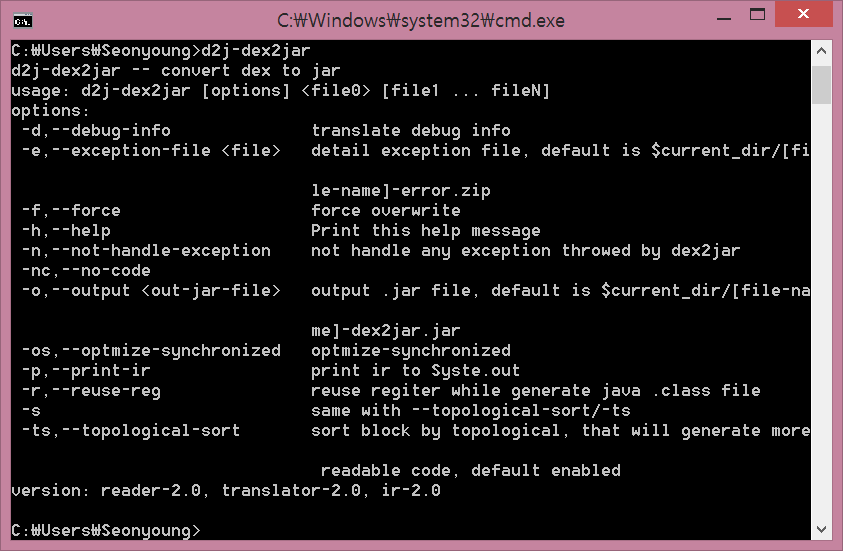 C:₩Windows₩system32₩cmd.exe
C:₩Users₩Seonyoung>d2j-dex2jar
d2j-dex2jar -- convert dex to jar
usage: d2j-dex2jar [options] <file0> [file1 ... fileN]
options:
 -d,--debug-info              translate debug info
 -e,--exception-file <file>   detail exception file, default is $current_dir/[fi
                              le-name]-error.zip
 -f,--force                   force overwrite
 -h,--help                    Print this help message
 -n,--not-handle-exception    not handle any exception throwed by dex2jar
 -nc,--no-code
 -o,--output <out-jar-file>   output .jar file, default is $current_dir/[file-na
                              me]-dex2jar.jar
 -os,--optmize-synchronized   optmize-synchronized
 -p,--print-ir                print ir to Syste.out
 -r,--reuse-reg               reuse regiter while generate java .class file
 -s                           same with --topological-sort/-ts
 -ts,--topological-sort       sort block by topological, that will generate more
                               readable code, default enabled
version: reader-2.0, translator-2.0, ir-2.0
C:₩Users₩Seonyoung>